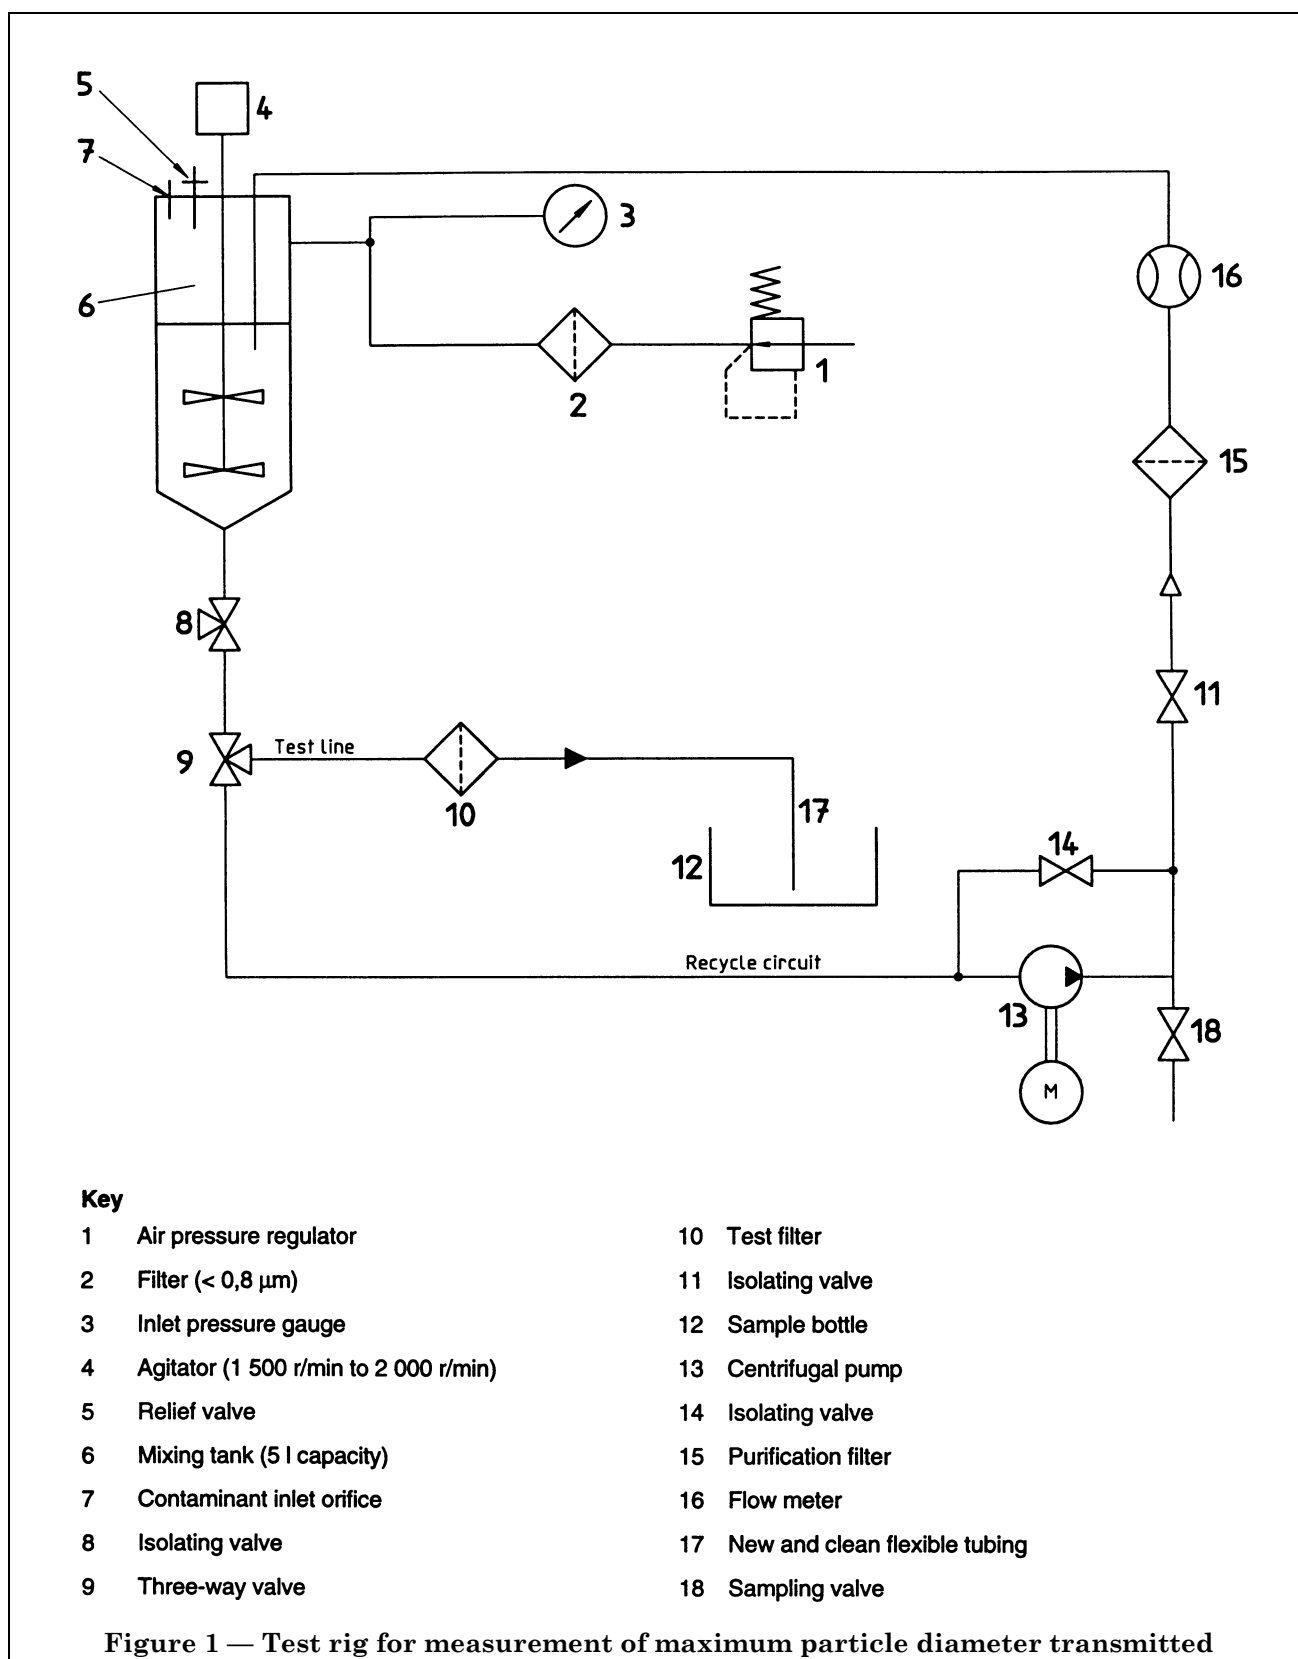 5
4
7
3
16
6
1
2
15
8
11
9
Test line
10
17
14
12
Recycle circuit
13
18
M
Key
1 Air pressure regulator
2 Filter (< 0,8 μm)
3 Inlet pressure gauge
4 Agitator (1 500 r/min to 2 000 r/min)
5 Relief valve
6 Mixing tank (5 l capacity)
7 Contaminant inlet orifice
8 Isolating valve
9 Three-way valve
10 Test filter
11 Isolating valve
12 Sample bottle
13 Centrifugal pump
14 Isolating valve
15 Purification filter
16 Flow meter
17 New and clean flexible tubing
18 Sampling valve
Figure 1 — Test rig for measurement of maximum particle diameter transmitted